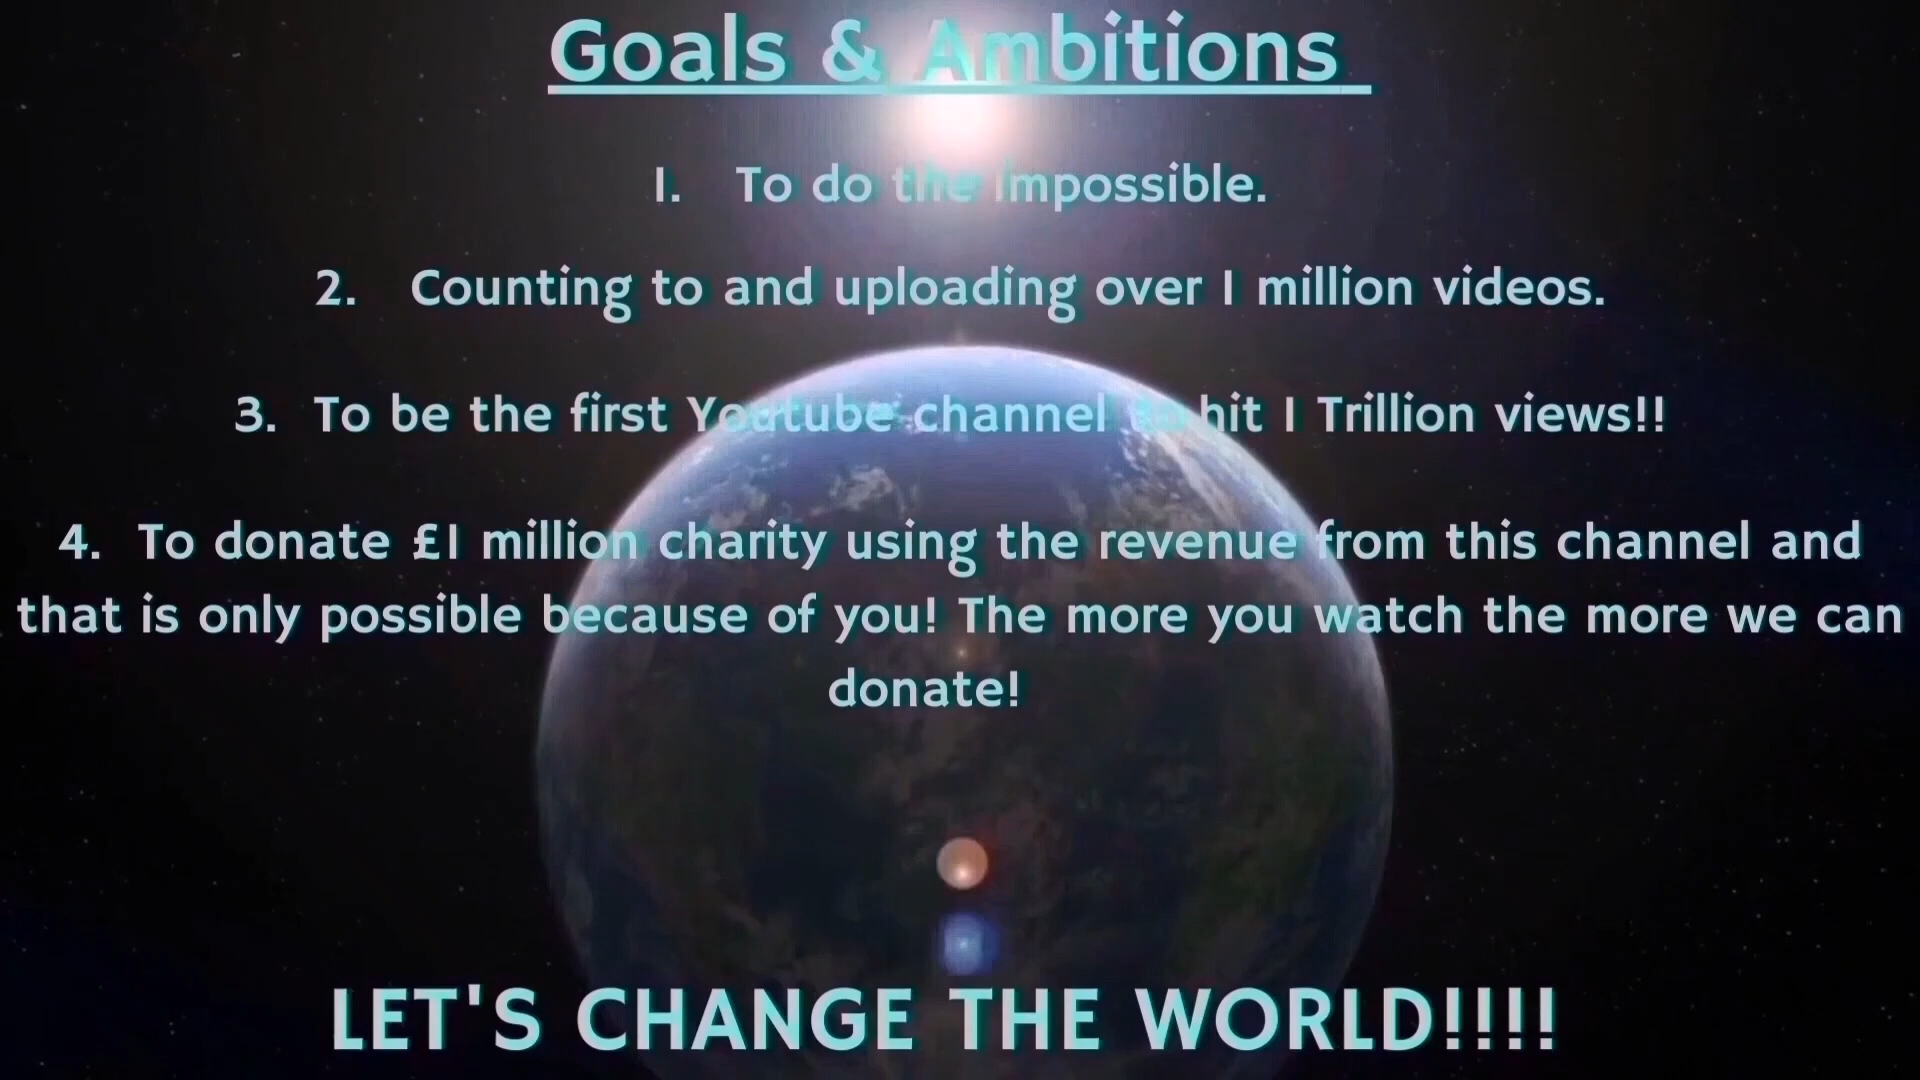 Goals & Ambitions
1. To do the impossible.
2. Counting to and uploading over 1 million videos.
3. To be the first Youtube channel to hit 1 Trillion views!!
4. To donate £1 million charity using the revenue from this channel and
that is only possible because of you! The more you watch the more we can
donate!
LET'S CHANGE THE WORLD!!!!